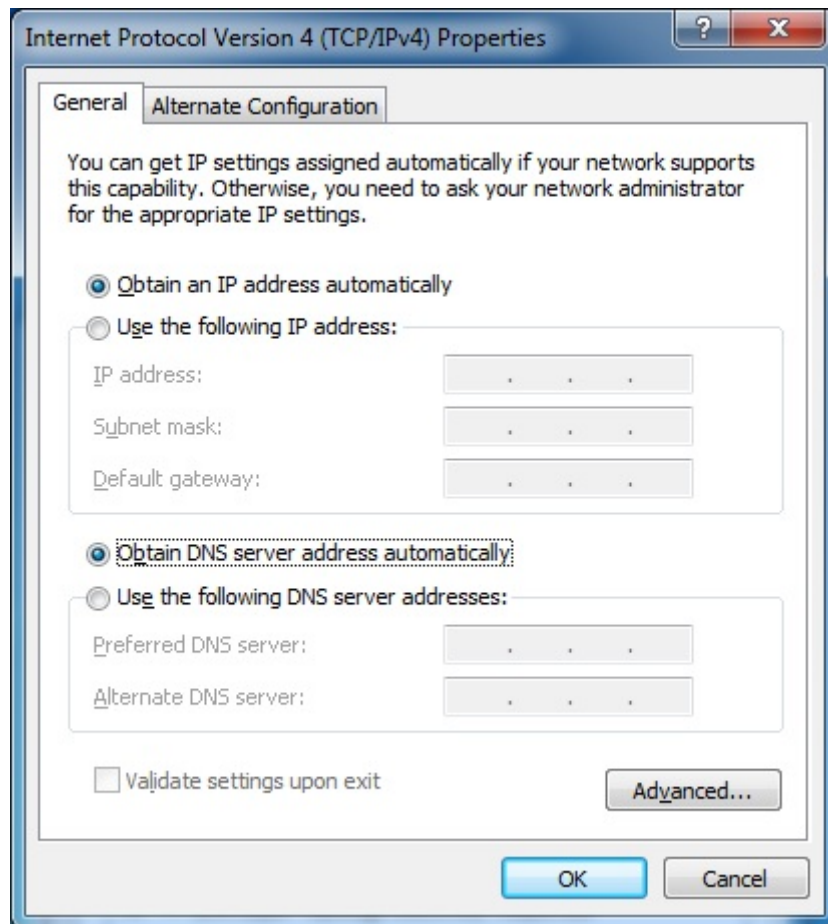 Internet Protocol Version 4 (TCP/IPv4) Properties
?
X
General
Alternate Configuration
You can get IP settings assigned automatically if your network supports
this capability. Otherwise, you need to ask your network administrator
for the appropriate IP settings.
Obtain an IP address automatically
Use the following IP address:
IP address: . . .
Subnet mask: . . .
Default gateway: . . .
Obtain DNS server address automatically
Use the following DNS server addresses:
Preferred DNS server: . . .
Alternate DNS server: . . .
Validate settings upon exit
Advanced...
OK
Cancel